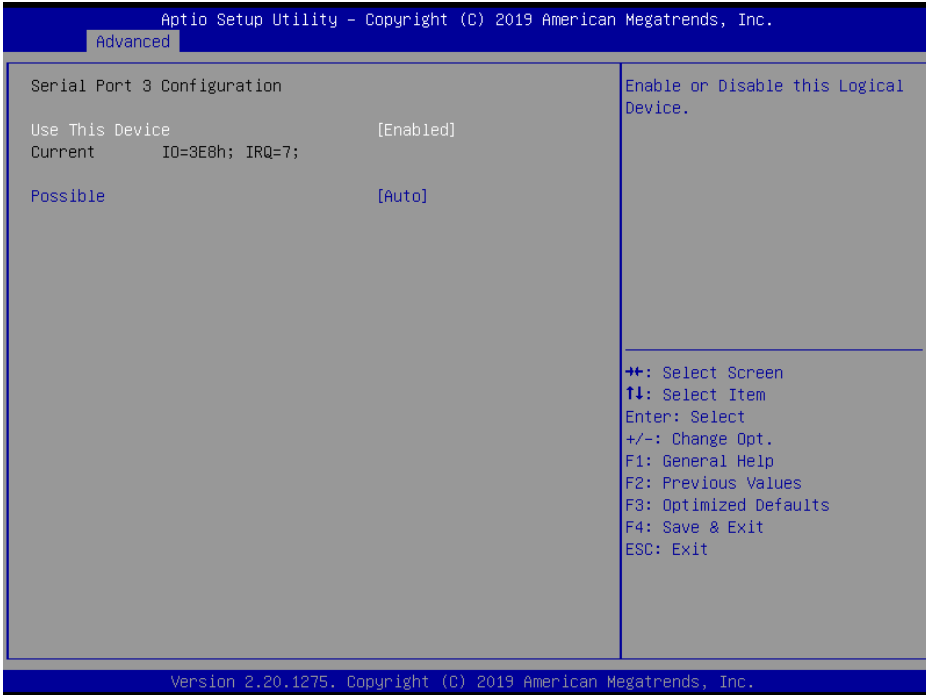 Aptio Setup Utility – Copyright (C) 2019 American Megatrends, Inc.
Advanced
Serial Port 3 Configuration
Use This Device [Enabled]
Current IO=3E8h; IRQ=7;
Possible [Auto]
Enable or Disable this Logical
Device.
→←: Select Screen
↑↓: Select Item
Enter: Select
+/-: Change Opt.
F1: General Help
F2: Previous Values
F3: Optimized Defaults
F4: Save & Exit
ESC: Exit
Version 2.20.1275. Copyright (C) 2019 American Megatrends, Inc.